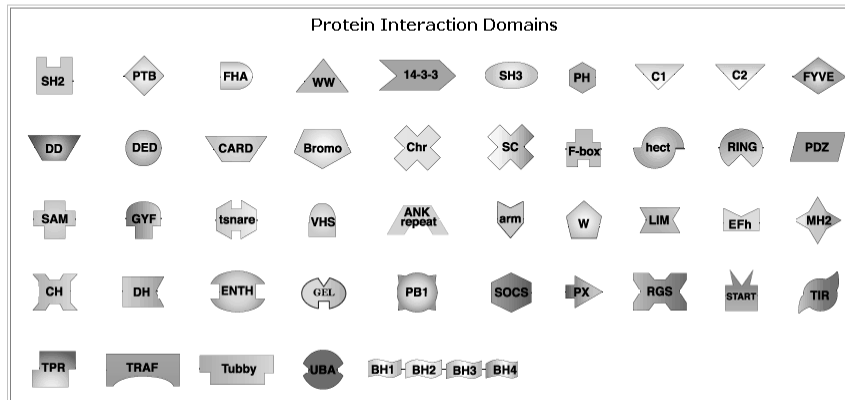 Protein Interaction Domains
SH2 PTB FHA WW 14-3-3 SH3 PH C1 C2 FYVE
DD DED CARD Bromo Chr SC F-box hect RING PDZ
SAM GYF tsnare VHS ANK repeat arm W LIM EFh MH2
CH DH ENTH GEL PB1 SOCS PX RGS START TIR
TPR TRAF Tubby UBA BH1 BH2 BH3 BH4